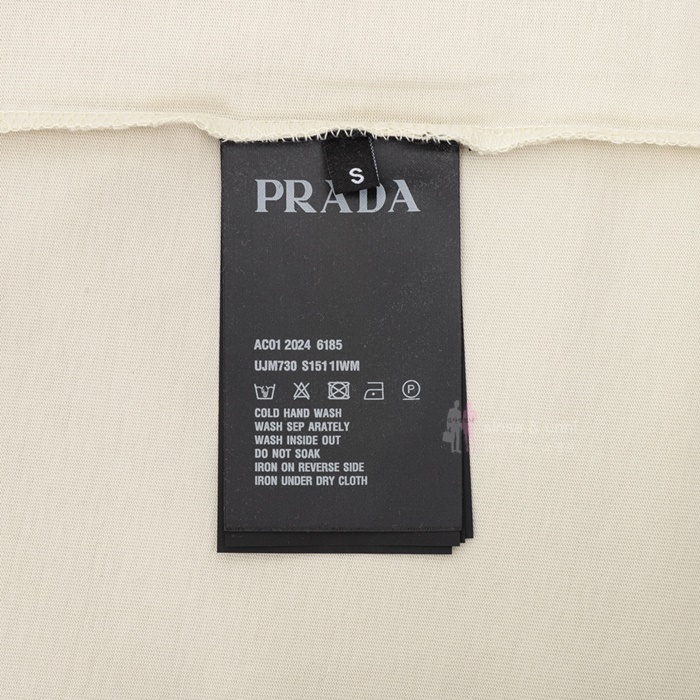 S
PRADA
AC01 2024 6185
UJM730 S1511IWM
P
COLD HAND WASH
WASH SEP ARATELY
WASH INSIDE OUT
DO NOT SOAK
IRON ON REVERSE SIDE
IRON UNDER DRY CLOTH